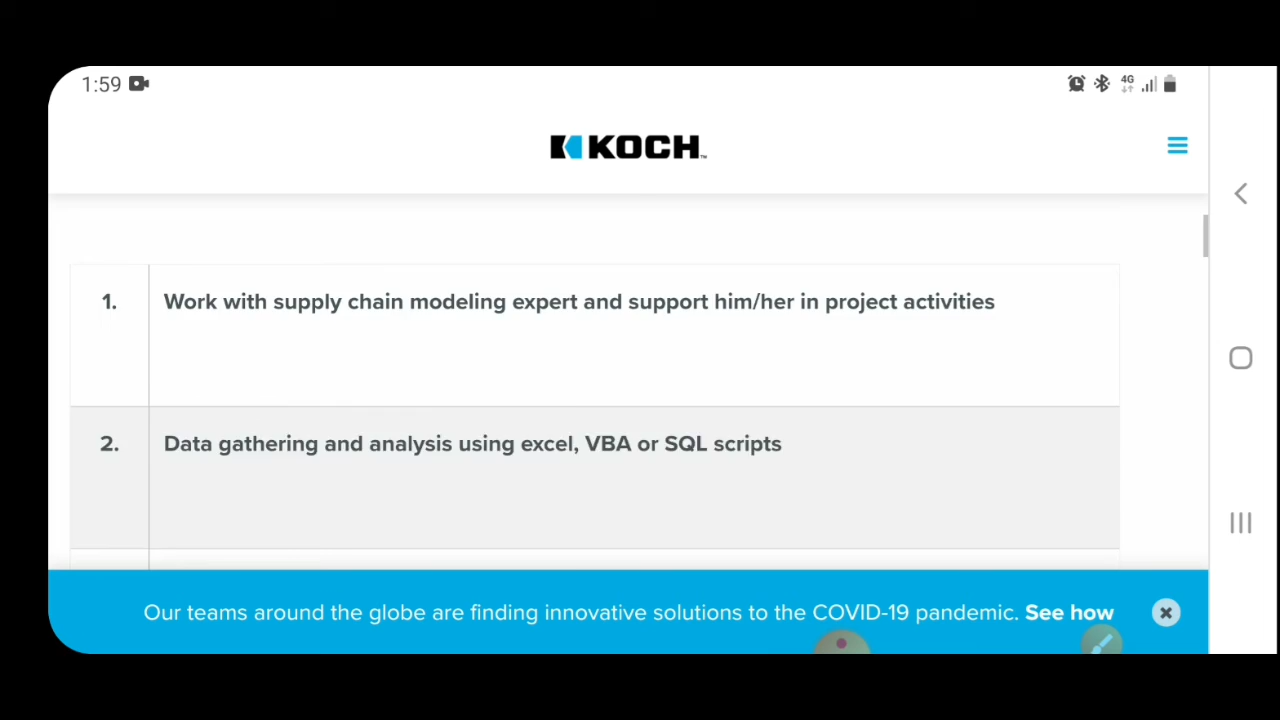 1:59
4G
KOCH™
1. Work with supply chain modeling expert and support him/her in project activities
2. Data gathering and analysis using excel, VBA or SQL scripts
Our teams around the globe are finding innovative solutions to the COVID-19 pandemic. See how